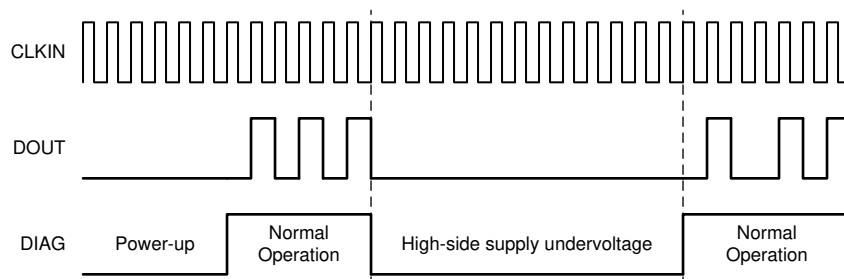 CLKIN
DOUT
DIAG
Power-up
Normal
Operation
High-side supply undervoltage
Normal
Operation